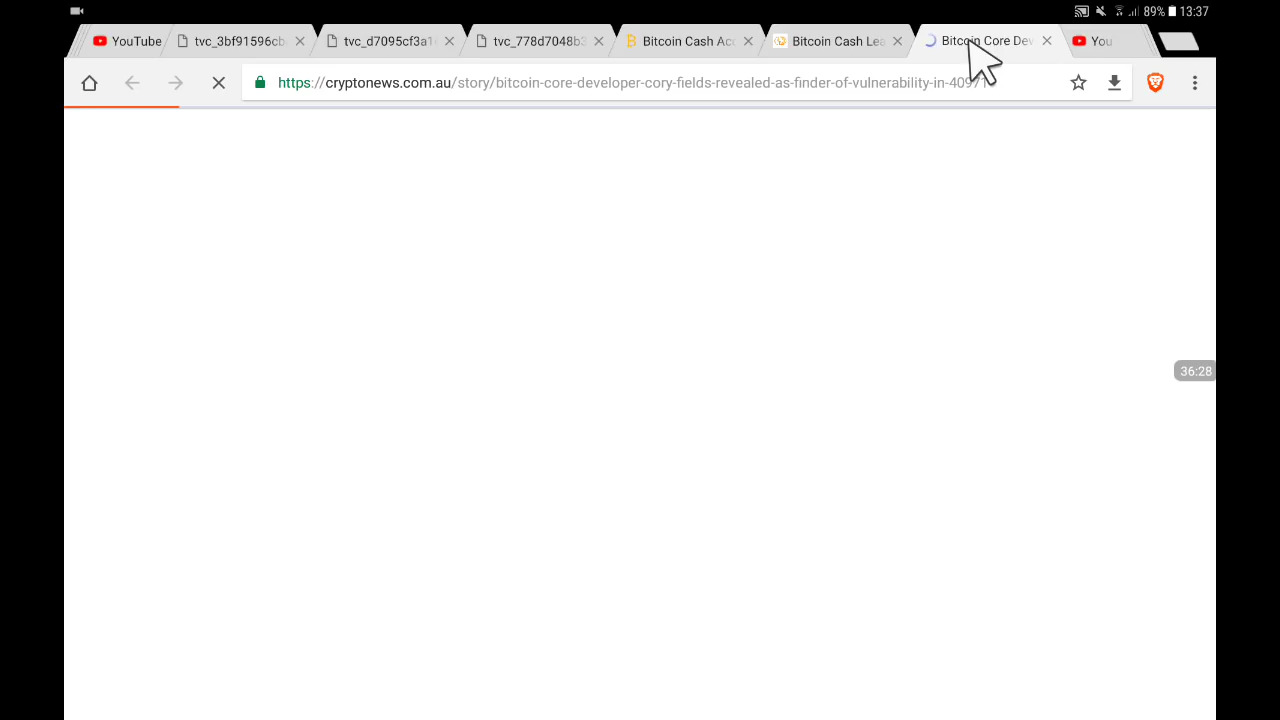 89% 13:37
YouTube tvc_3bf91596cb tvc_d7095cf3a1 tvc_778d7048b3 Bitcoin Cash Acc Bitcoin Cash Lea Bitcoin Core Dev You
https://cryptonews.com.au/story/bitcoin-core-developer-cory-fields-revealed-as-finder-of-vulnerability-in-4097
36:28